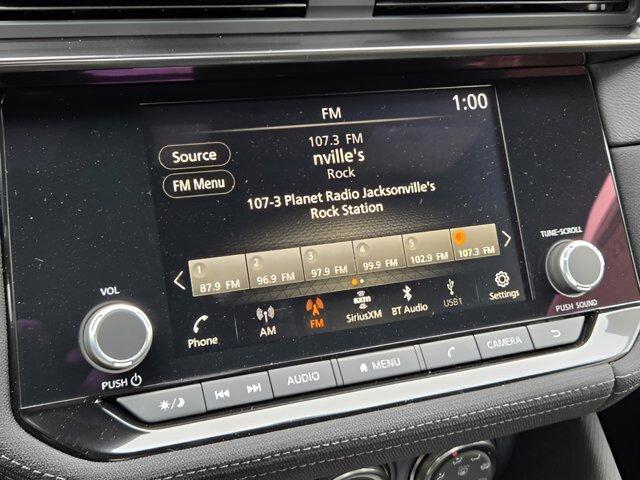 FM
1:00
107.3 FM
nville's
Rock
Source
FM Menu
107-3 Planet Radio Jacksonville's
Rock Station
1 2 3 4 5 6
87.9 FM 96.9 FM 97.9 FM 99.9 FM 102.9 FM 107.3 FM
Phone AM FM SiriusXM BT Audio USB1 Settings
sxm
VOL
PUSH
TUNE·SCROLL
PUSH SOUND
AUDIO MENU CAMERA